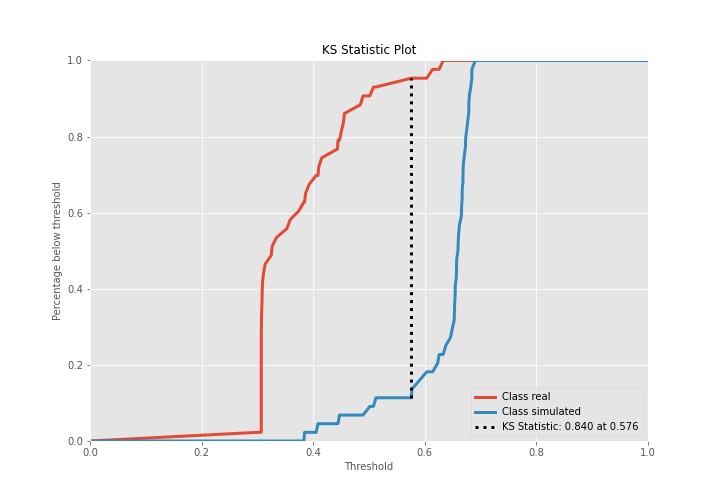 KS Statistic Plot
1.0
0.8
0.6
0.4
0.2
0.0
Percentage below threshold
Class real
Class simulated
KS Statistic: 0.840 at 0.576
0.0 0.2 0.4 0.6 0.8 1.0
Threshold